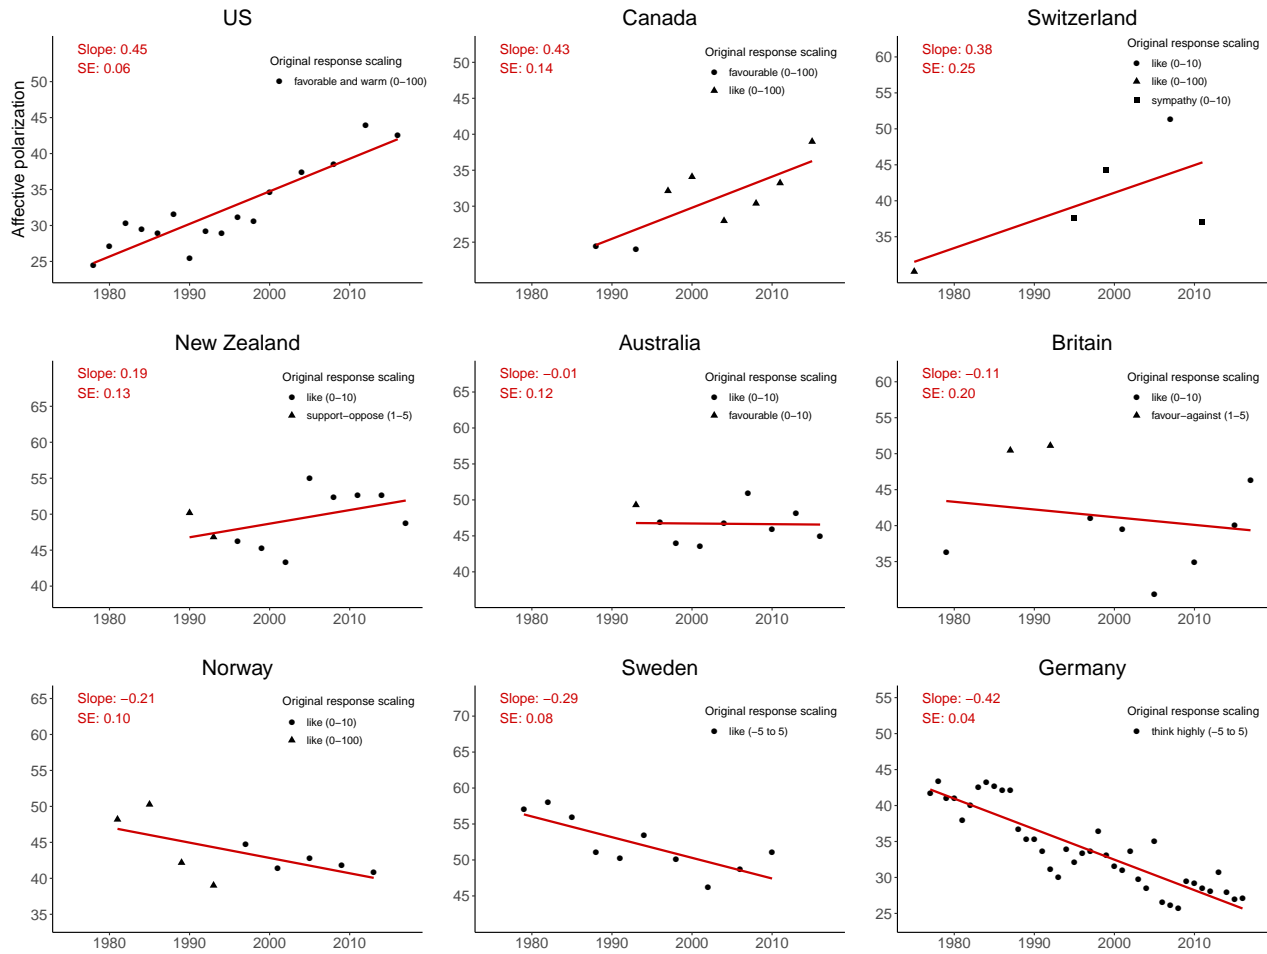 US
Slope: 0.45
SE: 0.06
Original response scaling
favorable and warm (0−100)
Affective polarization
50
45
40
35
30
25
1980
1990
2000
2010
Canada
Slope: 0.43
SE: 0.14
Original response scaling
favourable (0−100)
like (0−100)
50
45
40
35
30
25
1980
1990
2000
2010
Switzerland
Slope: 0.38
SE: 0.25
Original response scaling
like (0−10)
like (0−100)
sympathy (0−10)
60
55
50
45
40
35
1980
1990
2000
2010
New Zealand
Slope: 0.19
SE: 0.13
Original response scaling
like (0−10)
support−oppose (1−5)
65
60
55
50
45
40
1980
1990
2000
2010
Australia
Slope: −0.01
SE: 0.12
Original response scaling
like (0−10)
favourable (0−10)
65
60
55
50
45
40
1980
1990
2000
2010
Britain
Slope: −0.11
SE: 0.20
Original response scaling
like (0−10)
favour−against (1−5)
60
55
50
45
40
35
1980
1990
2000
2010
Norway
Slope: −0.21
SE: 0.10
Original response scaling
like (0−10)
like (0−100)
65
60
55
50
45
40
35
1980
1990
2000
2010
Sweden
Slope: −0.29
SE: 0.08
Original response scaling
like (−5 to 5)
70
65
60
55
50
45
1980
1990
2000
2010
Germany
Slope: −0.42
SE: 0.04
Original response scaling
think highly (−5 to 5)
55
50
45
40
35
30
25
1980
1990
2000
2010